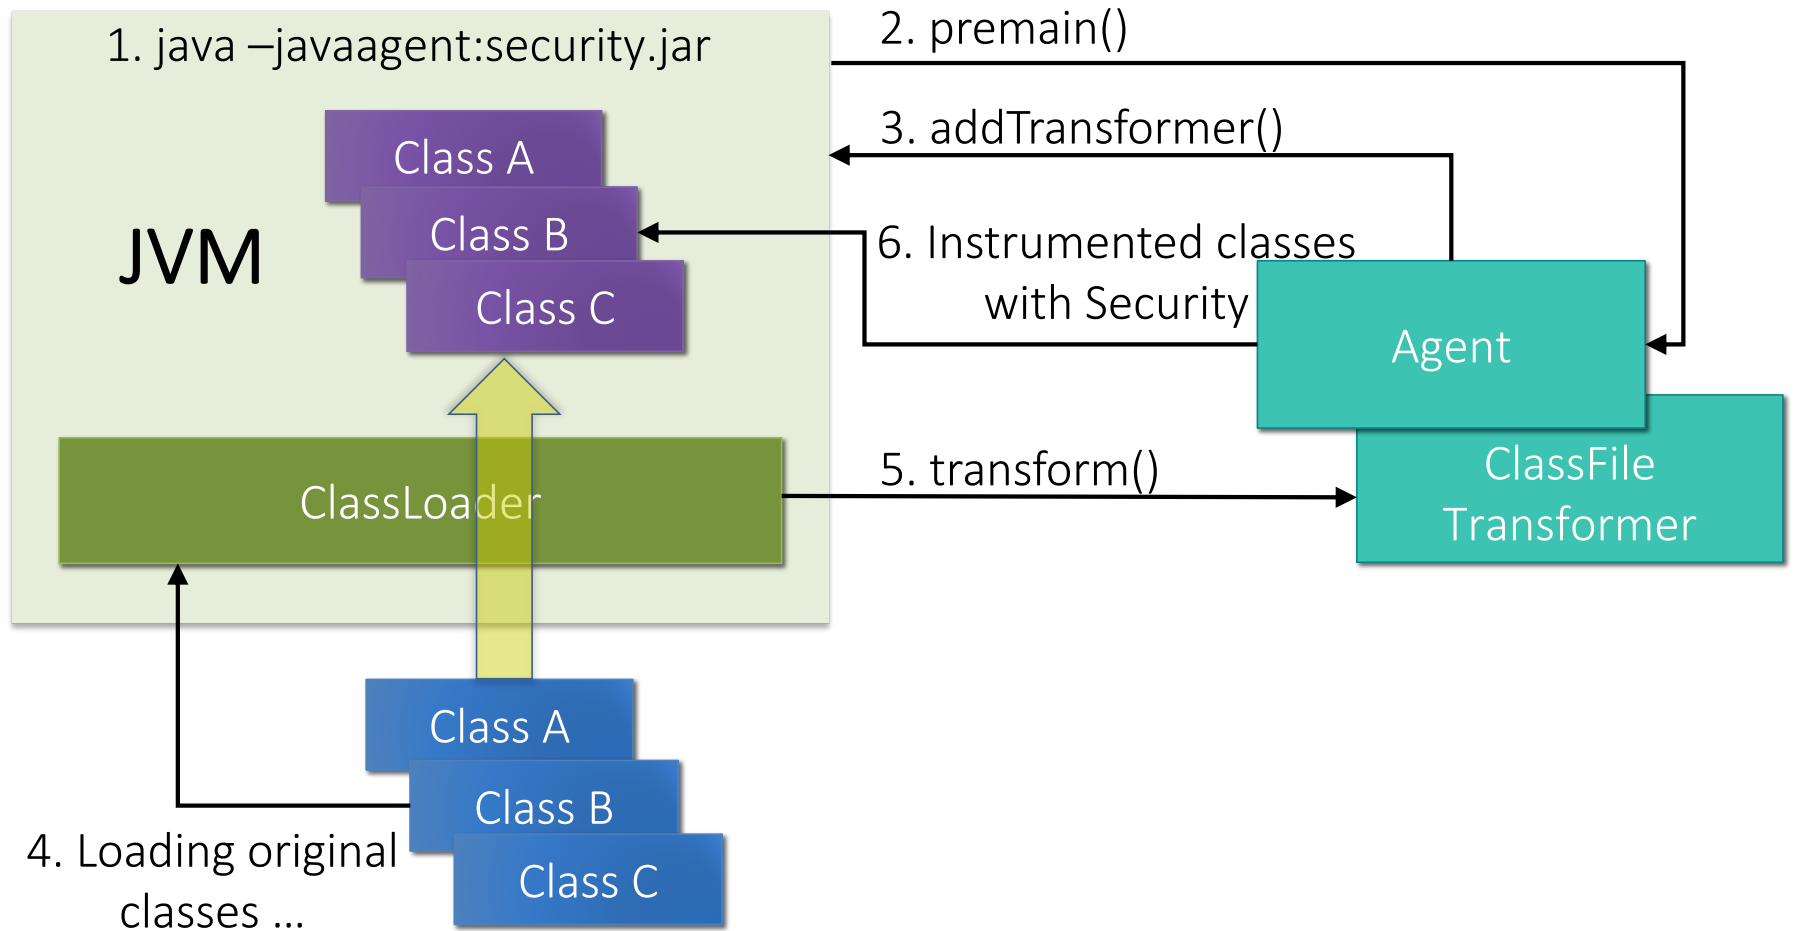 1. java –javaagent:security.jar
2. premain()
3. addTransformer()
Class A
Class B
Class C
JVM
6. Instrumented classes
with Security
Agent
ClassLoader
5. transform()
ClassFile
Transformer
Class A
Class B
Class C
4. Loading original
classes ...